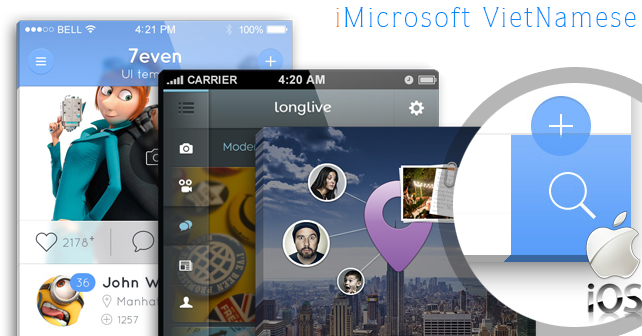 iMicrosoft VietNamese
BELL 4:21 PM 100%
7even
UI tem
CARRIER 4:20 AM
longlive
Moder
2178+
36
John W
Manha
1257
iOS